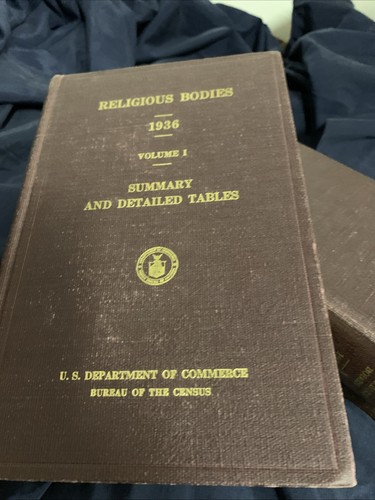 RELIGIOUS BODIES
1936
VOLUME I
SUMMARY
AND DETAILED TABLES
U. S. DEPARTMENT OF COMMERCE
BUREAU OF THE CENSUS